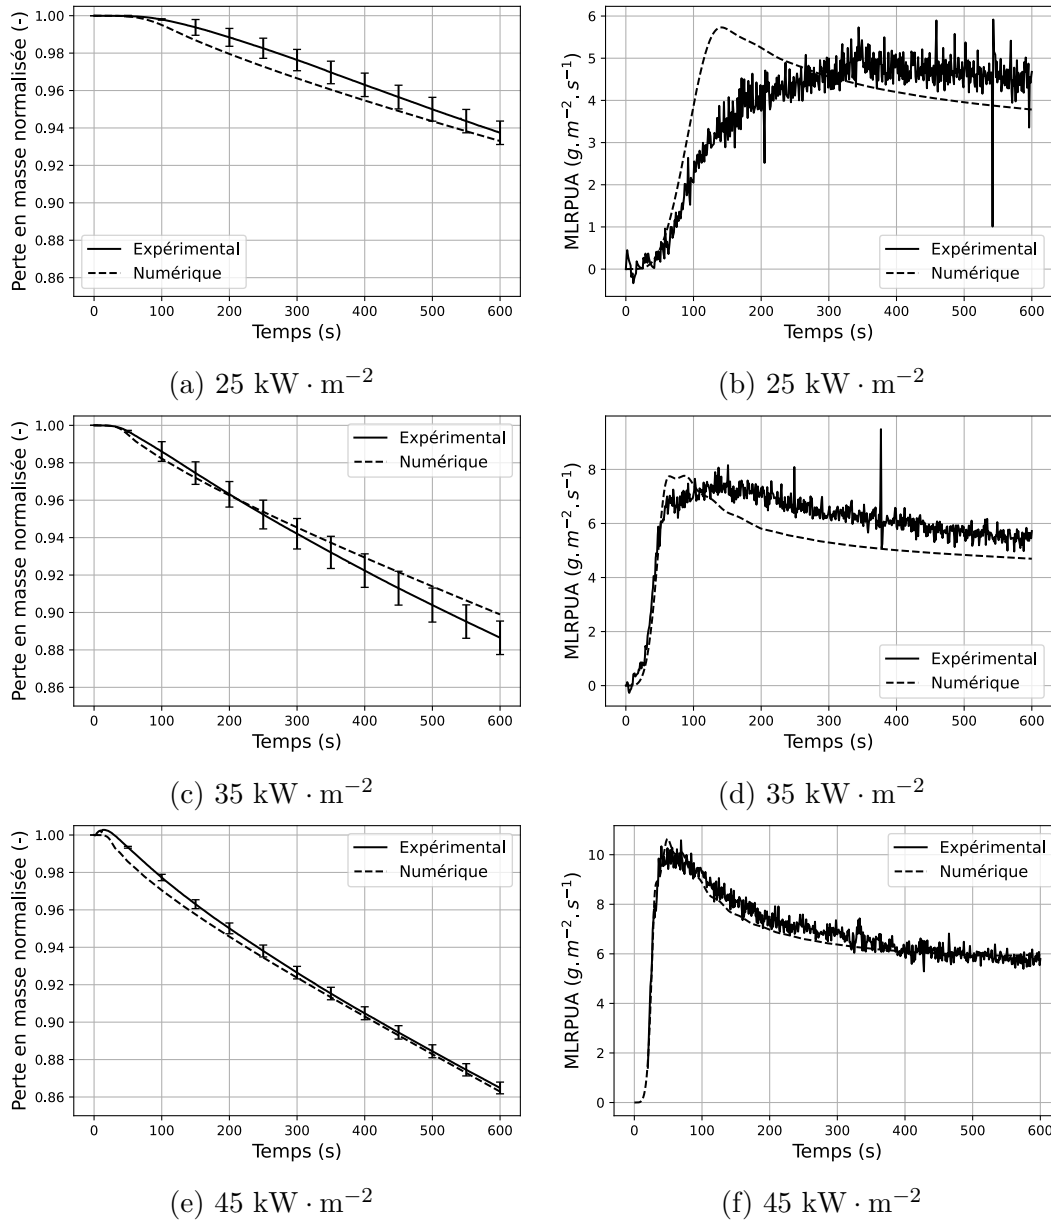 Perte en masse normalisée (-)
1.00
0.98
0.96
0.94
0.92
0.90
0.88
0.86
Expérimental
Numérique
0 100 200 300 400 500 600
Temps (s)
(a) 25 kW · m⁻²
MLRPUA (g.m⁻².s⁻¹)
6
5
4
3
2
1
0
Expérimental
Numérique
0 100 200 300 400 500 600
Temps (s)
(b) 25 kW · m⁻²
Perte en masse normalisée (-)
1.00
0.98
0.96
0.94
0.92
0.90
0.88
0.86
Expérimental
Numérique
0 100 200 300 400 500 600
Temps (s)
(c) 35 kW · m⁻²
MLRPUA (g.m⁻².s⁻¹)
8
6
4
2
0
Expérimental
Numérique
0 100 200 300 400 500 600
Temps (s)
(d) 35 kW · m⁻²
Perte en masse normalisée (-)
1.00
0.98
0.96
0.94
0.92
0.90
0.88
0.86
Expérimental
Numérique
0 100 200 300 400 500 600
Temps (s)
(e) 45 kW · m⁻²
MLRPUA (g.m⁻².s⁻¹)
10
8
6
4
2
0
Expérimental
Numérique
0 100 200 300 400 500 600
Temps (s)
(f) 45 kW · m⁻²